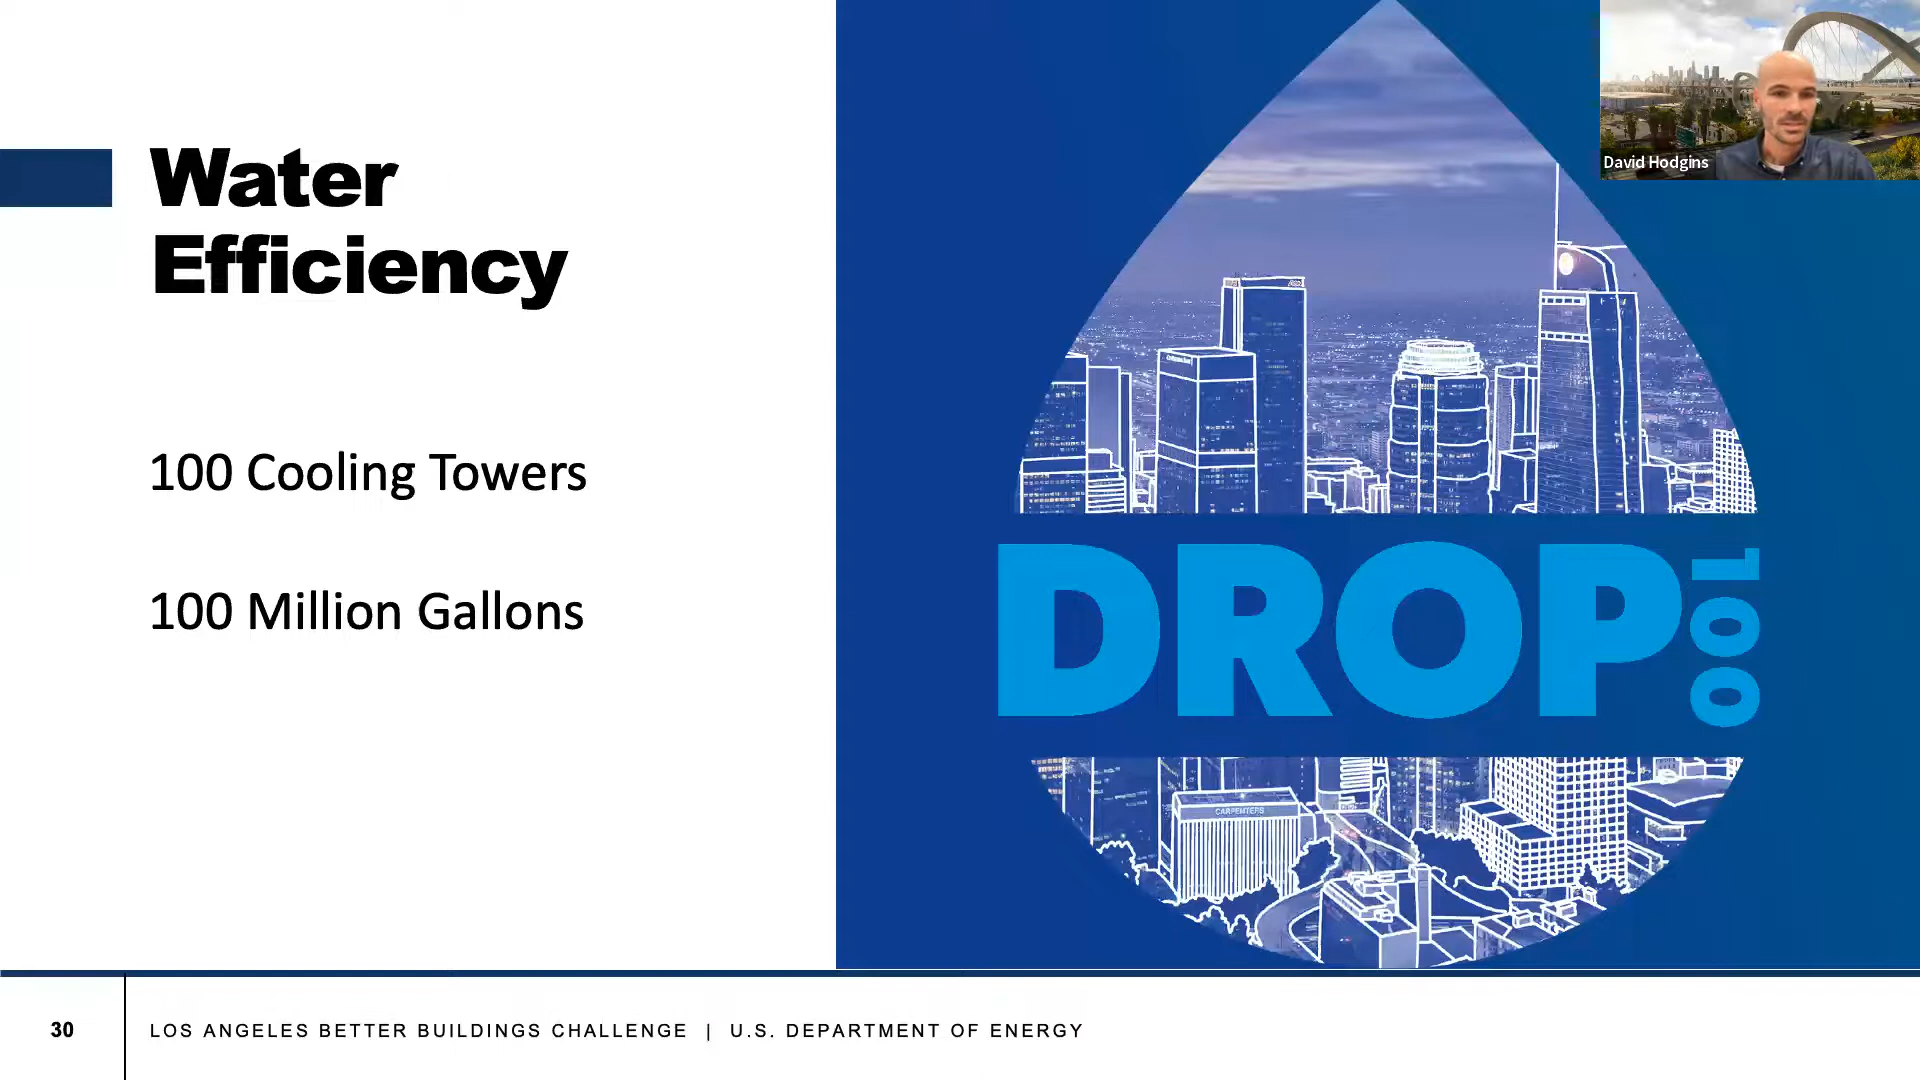 Water
Efficiency
100 Cooling Towers
100 Million Gallons
David Hodgins
DROP
100
CARPENTERS
30
LOS ANGELES BETTER BUILDINGS CHALLENGE | U.S. DEPARTMENT OF ENERGY